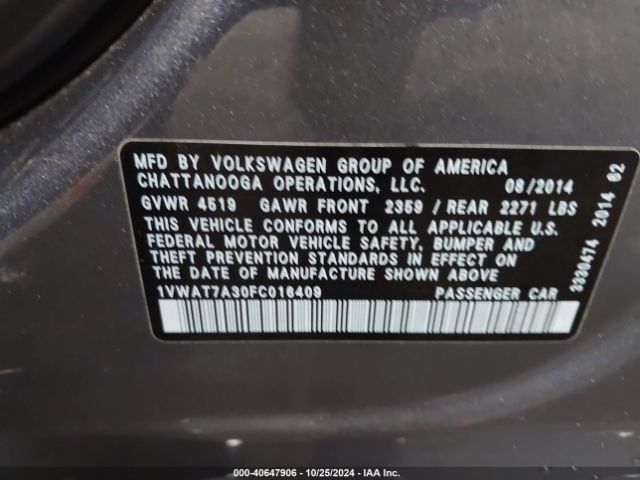 MFD BY VOLKSWAGEN GROUP OF AMERICA
CHATTANOOGA OPERATIONS, LLC. 08/2014
GVWR 4519 GAWR FRONT 2359 / REAR 2271 LBS
THIS VEHICLE CONFORMS TO ALL APPLICABLE U.S.
FEDERAL MOTOR VEHICLE SAFETY, BUMPER AND
THEFT PREVENTION STANDARDS IN EFFECT ON
THE DATE OF MANUFACTURE SHOWN ABOVE
1VWAT7A30FC016409 PASSENGER CAR
3330474 2014 02
000-40647906 - 10/25/2024 - IAA Inc.